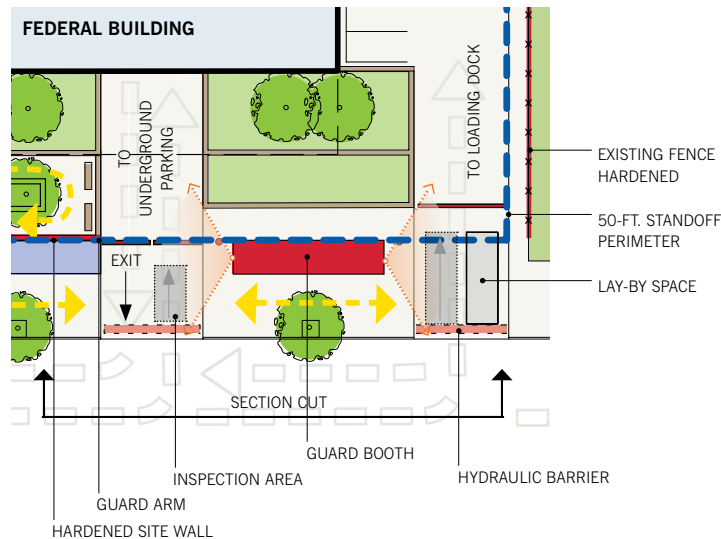 FEDERAL BUILDING
TO
UNDERGROUND
PARKING
TO LOADING DOCK
EXISTING FENCE
HARDENED
50-FT. STANDOFF
PERIMETER
LAY-BY SPACE
EXIT
SECTION CUT
GUARD BOOTH
INSPECTION AREA
HYDRAULIC BARRIER
GUARD ARM
HARDENED SITE WALL